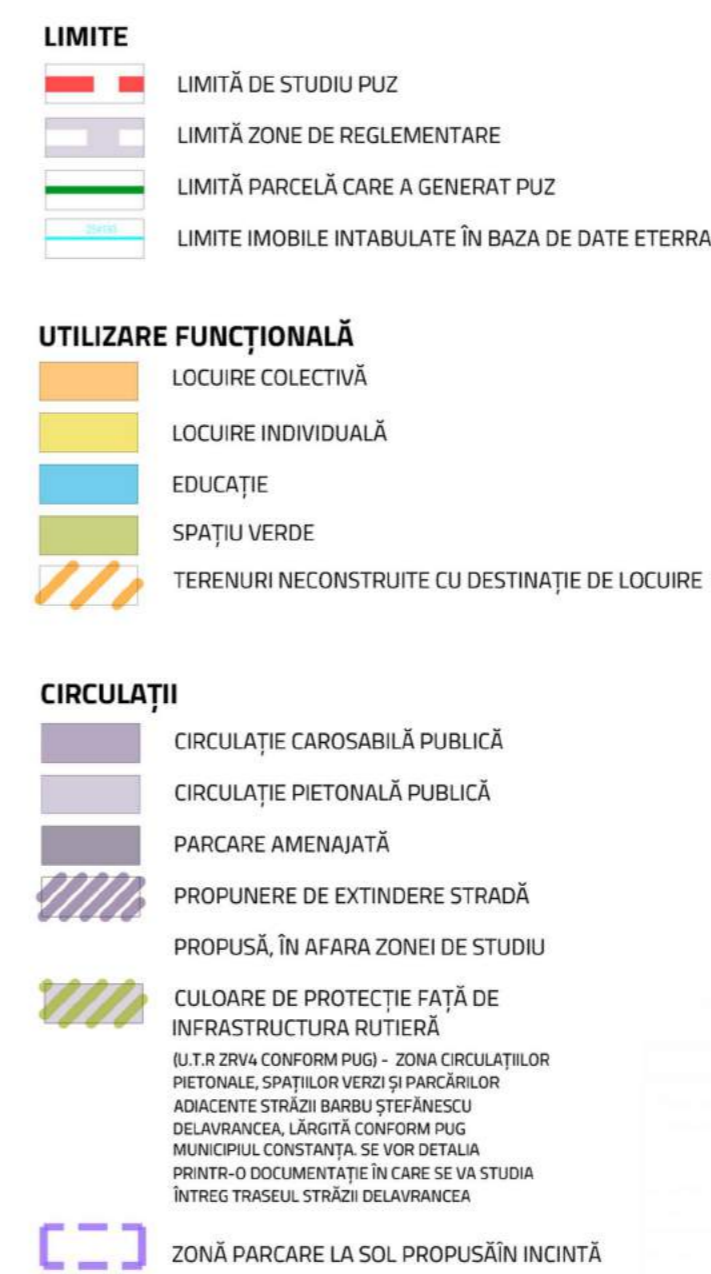 LIMITE
LIMITĂ DE STUDIU PUZ
LIMITĂ ZONE DE REGLEMENTARE
LIMITĂ PARCELĂ CARE A GENERAT PUZ
LIMITE IMOBILE INTABULATE ÎN BAZA DE DATE ETERRA
UTILIZARE FUNCȚIONALĂ
LOCUIRE COLECTIVĂ
LOCUIRE INDIVIDUALĂ
EDUCAȚIE
SPAȚIU VERDE
TERENURI NECONSTRUITE CU DESTINAȚIE DE LOCUIRE
CIRCULAȚII
CIRCULAȚIE CAROSABILĂ PUBLICĂ
CIRCULAȚIE PIETONALĂ PUBLICĂ
PARCARE AMENAJATĂ
PROPUNERE DE EXTINDERE STRADĂ
PROPUSĂ, ÎN AFARA ZONEI DE STUDIU
CULOARE DE PROTECȚIE FAȚĂ DE
INFRASTRUCTURA RUTIERĂ
(U.T.R ZRV4 CONFORM PUG) - ZONA CIRCULAȚIILOR
PIETONALE, SPAȚIILOR VERZI ȘI PARCĂRILOR
ADIACENTE STRĂZII BARBU ȘTEFĂNESCU
DELAVRANCEA, LĂRGITĂ CONFORM PUG
MUNICIPIUL CONSTANȚA. SE VOR DETALIA
PRINTR-O DOCUMENTAȚIE ÎN CARE SE VA STUDIA
ÎNTREG TRASEUL STRĂZII DELAVRANCEA
ZONĂ PARCARE LA SOL PROPUSĂÎN INCINTĂ